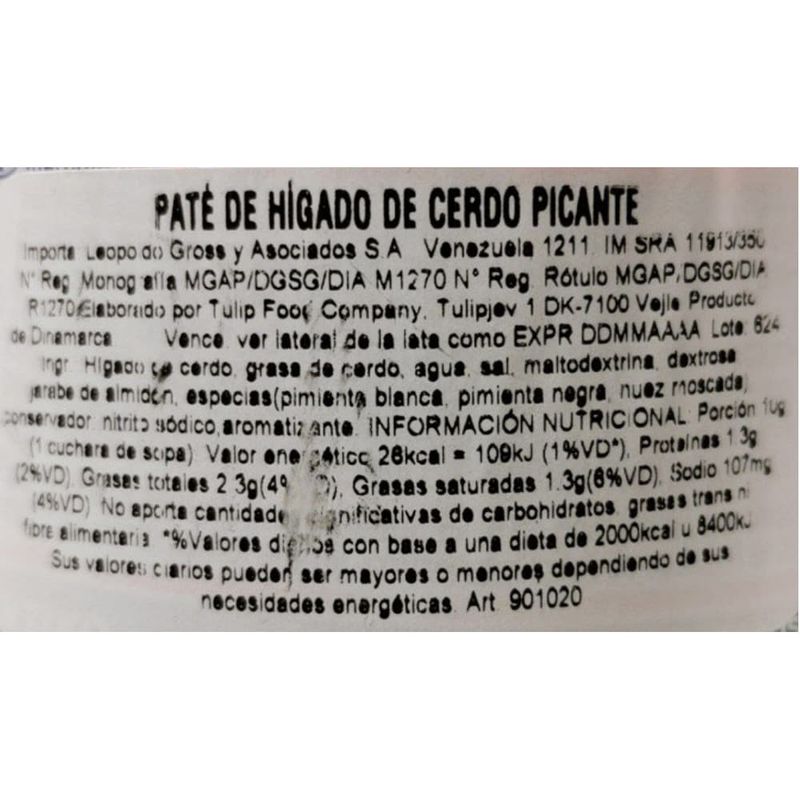 PATÉ DE HÍGADO DE CERDO PICANTE
Importa Leopoldo Gross y Asociados S.A Venezuela 1211 IM SRA 11913/350
N° Reg Monografía MGAP/DGSG/DIA M1270 N° Reg. Rótulo MGAP/DGSG/DIA
R1270 Elaborado por Tulip Food Company, Tulipjev 1 DK-7100 Vejle Producto
de Dinamarca Vence ver lateral de la lata como EXPR DDMMAAAA Lote 824
Ingr. Hígado de cerdo, grasa de cerdo, agua, sal, maltodextrina, dextrosa
jarabe de almidón, especias(pimienta blanca, pimienta negra, nuez moscada)
conservador nitrito sódico, aromatizante. INFORMACIÓN NUTRICIONAL Porción 10g
(1 cuchara de sopa) Valor energético 26kcal = 109kJ (1%VD*), Proteínas 1.3g
(2%VD), Grasas totales 2.3g(4% VD), Grasas saturadas 1.3g(6%VD), Sodio 107mg
(4%VD) No aporta cantidades significativas de carbohidratos, grasas trans ni
fibra alimentaria *%Valores diarios con base a una dieta de 2000kcal u 8400kJ
Sus valores diarios pueden ser mayores o menores dependiendo de sus
necesidades energéticas Art. 901020